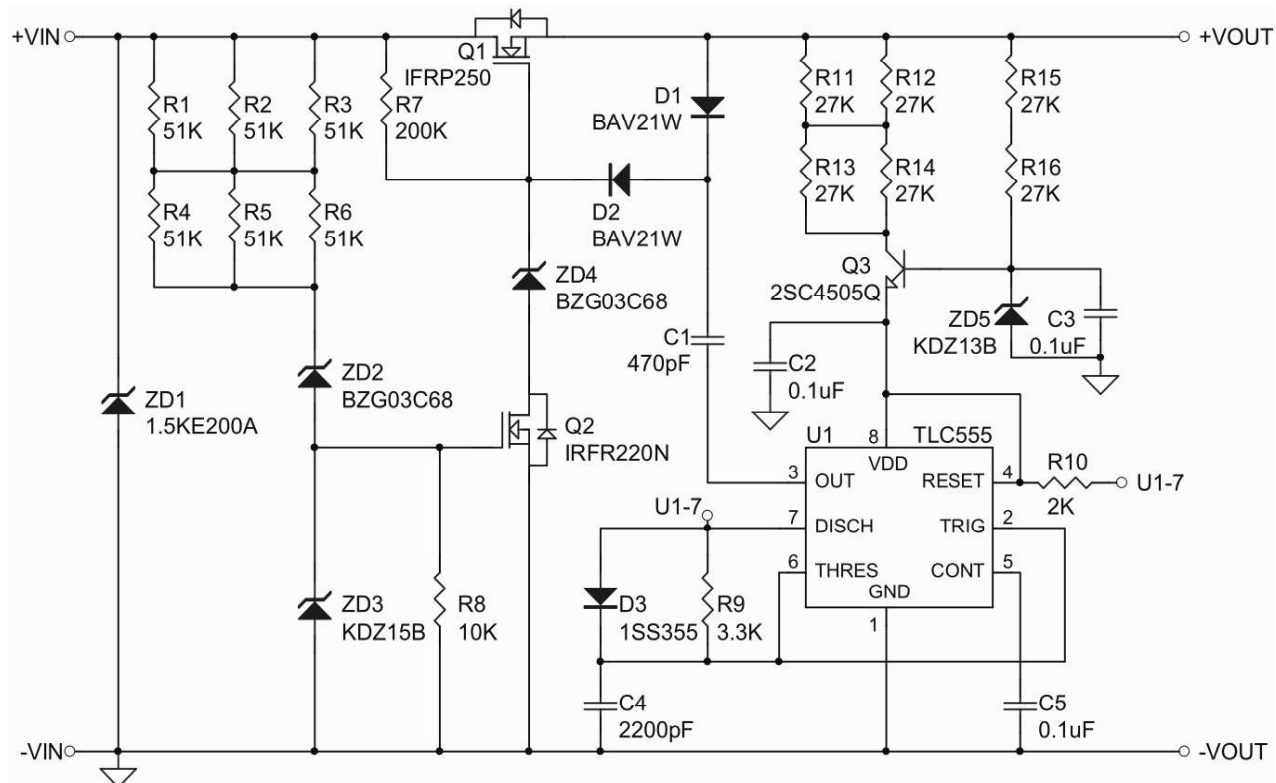 +VIN
+VOUT
Q1
IFRP250
R1
51K
R2
51K
R3
51K
R7
200K
D1
BAV21W
R11
27K
R12
27K
R15
27K
R4
51K
R5
51K
R6
51K
D2
BAV21W
R13
27K
R14
27K
R16
27K
ZD4
BZG03C68
Q3
2SC4505Q
ZD5
KDZ13B
C3
0.1uF
C1
470pF
C2
0.1uF
ZD1
1.5KE200A
ZD2
BZG03C68
Q2
IRFR220N
U1
8
TLC555
VDD
3
OUT
RESET
4
R10
2K
U1-7
U1-7
7
DISCH
TRIG
2
6
THRES
CONT
5
GND
1
ZD3
KDZ15B
R8
10K
D3
1SS355
R9
3.3K
C4
2200pF
C5
0.1uF
-VIN
-VOUT